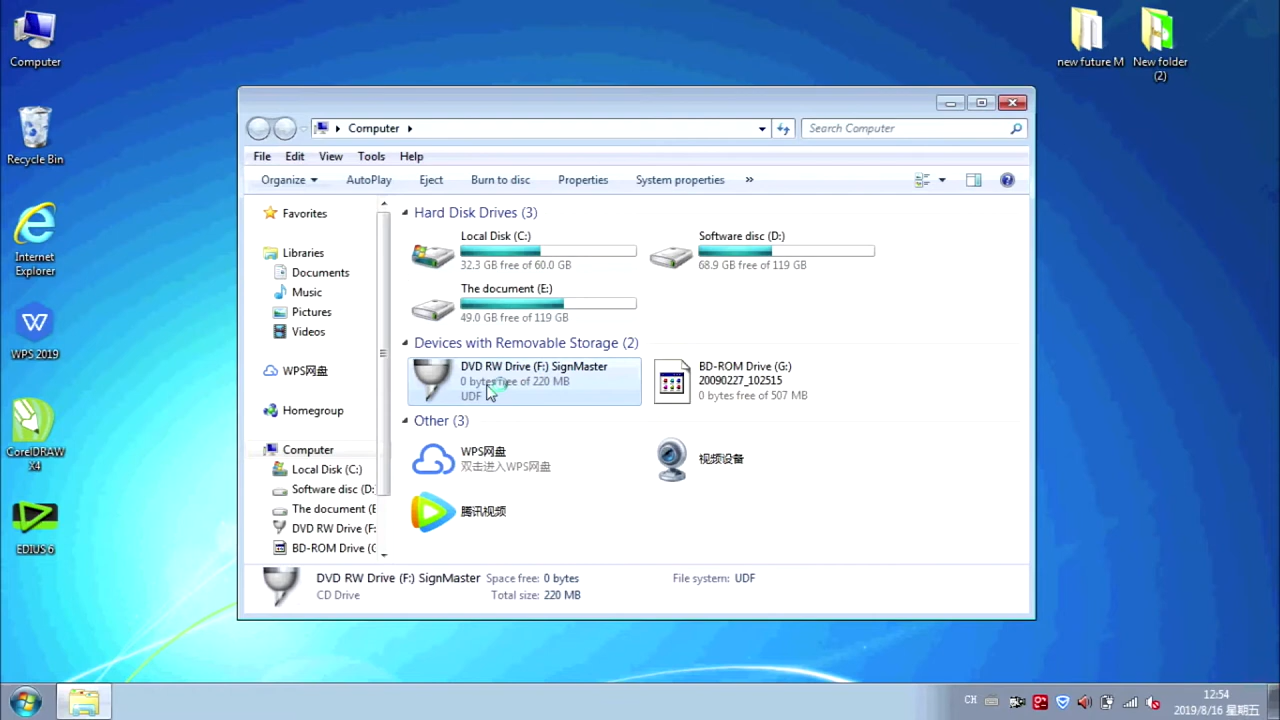 Computer
Recycle Bin
Internet
Explorer
WPS 2019
CorelDRAW
X4
EDIUS 6
new future M
New folder
(2)
Computer
Search Computer
File Edit View Tools Help
Organize AutoPlay Eject Burn to disc Properties System properties »
Favorites
Libraries
Documents
Music
Pictures
Videos
WPS网盘
Homegroup
Computer
Local Disk (C:)
Software disc (D:
The document (E
DVD RW Drive (F:
BD-ROM Drive (G
Hard Disk Drives (3)
Local Disk (C:)
32.3 GB free of 60.0 GB
Software disc (D:)
68.9 GB free of 119 GB
The document (E:)
49.0 GB free of 119 GB
Devices with Removable Storage (2)
DVD RW Drive (F:) SignMaster
0 bytes free of 220 MB
UDF
BD-ROM Drive (G:)
20090227_102515
0 bytes free of 507 MB
Other (3)
WPS网盘
双击进入WPS网盘
视频设备
腾讯视频
DVD RW Drive (F:) SignMaster Space free: 0 bytes File system: UDF
CD Drive Total size: 220 MB
CH
12:54
2019/8/16 星期五